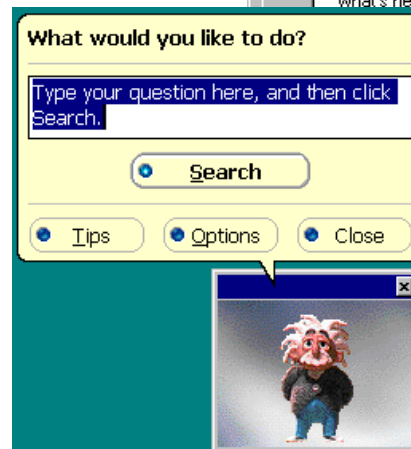 What would you like to do?
Type your question here, and then click
Search.
Search
Tips
Options
Close